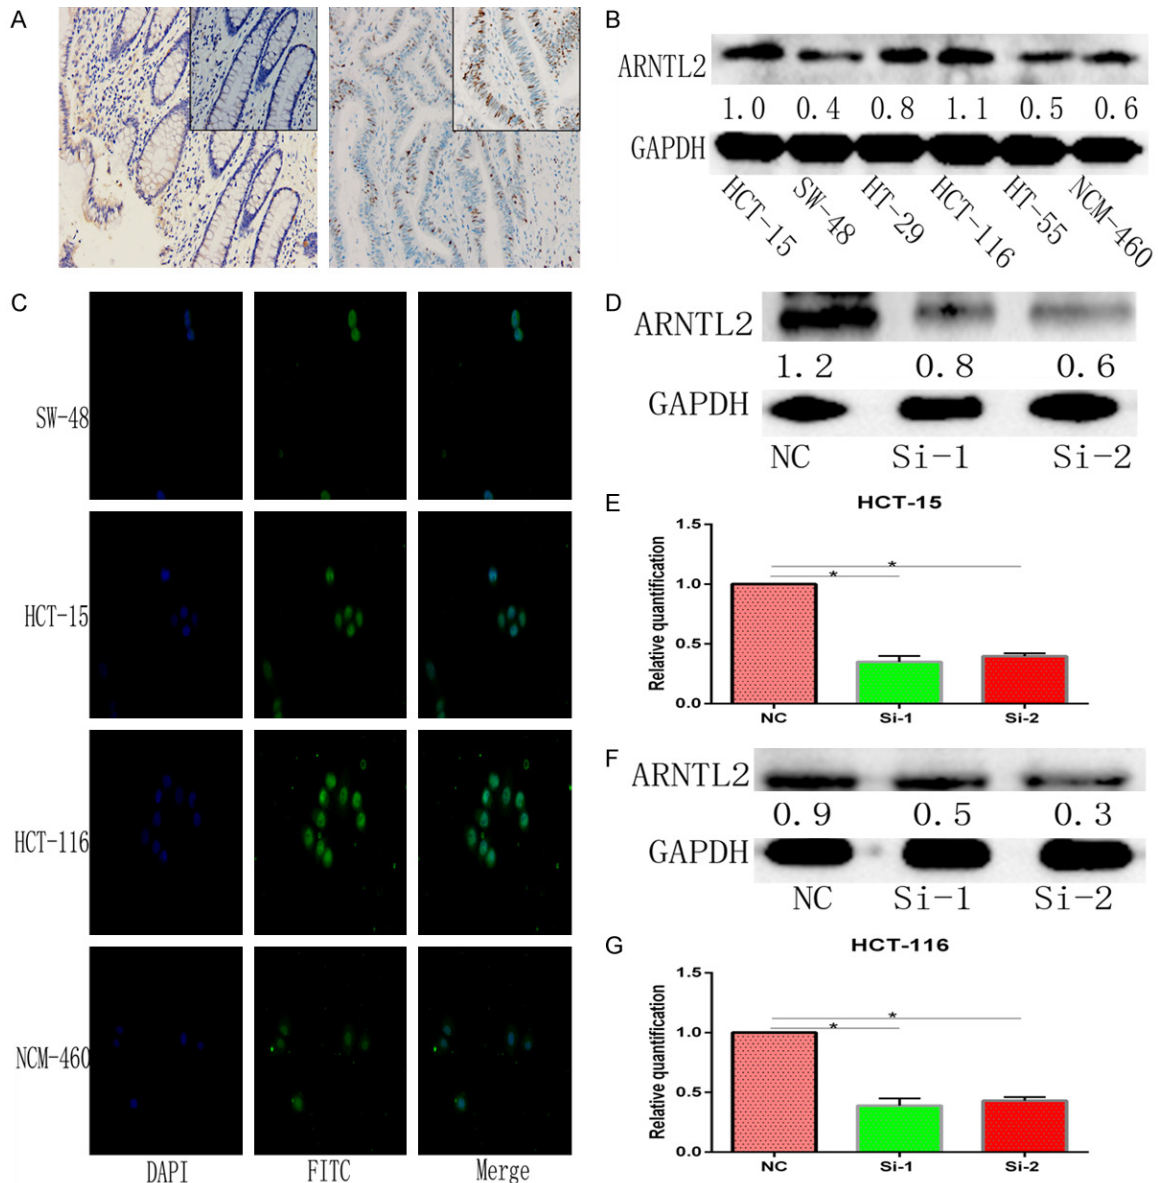 A
B
ARNTL2
1.0 0.4 0.8 1.1 0.5 0.6
GAPDH
HCT-15 SW-48 HT-29 HCT-116 HT-55 NCM-460
C
SW-48
HCT-15
HCT-116
NCM-460
DAPI FITC Merge
D
ARNTL2
1.2 0.8 0.6
GAPDH
NC Si-1 Si-2
E
HCT-15
Relative quantification
1.5
1.0
0.5
0.0
*
*
NC Si-1 Si-2
F
ARNTL2
0.9 0.5 0.3
GAPDH
NC Si-1 Si-2
G
HCT-116
Relative quantification
1.5
1.0
0.5
0.0
*
*
NC Si-1 Si-2